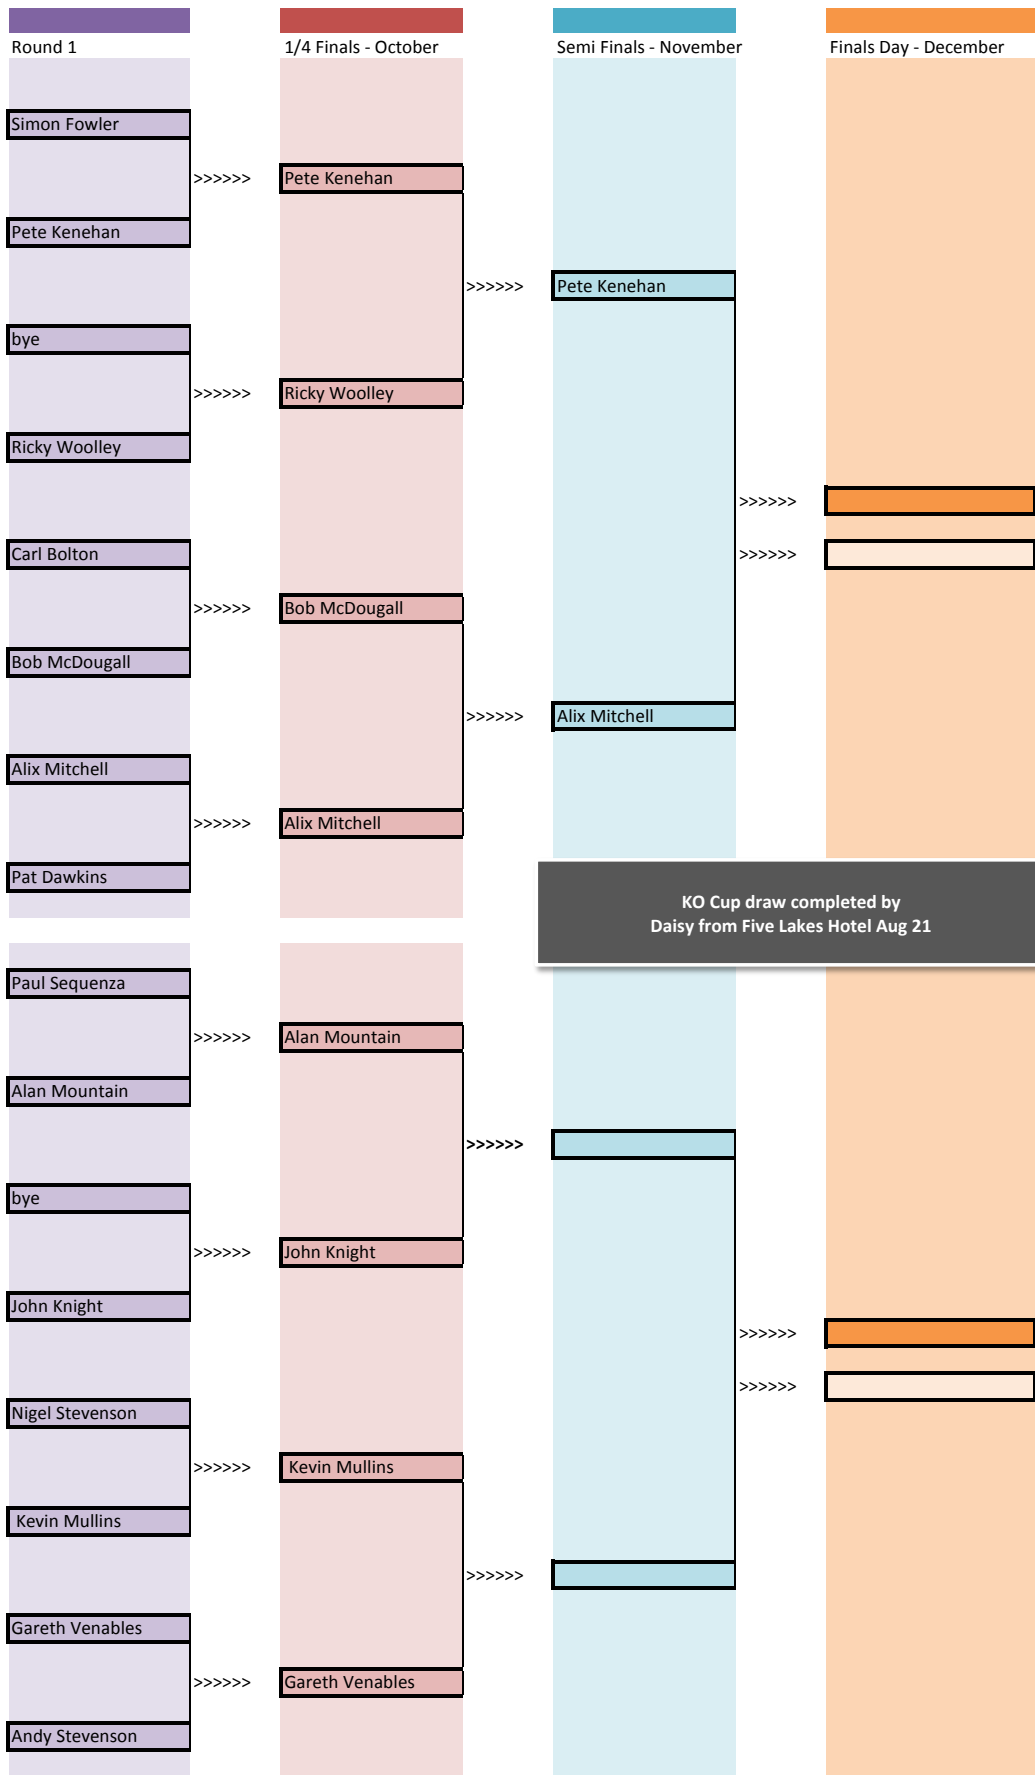 Round 1
1/4 Finals - October
Semi Finals - November
Finals Day - December
Simon Fowler
>>>>>>
Pete Kenehan
Pete Kenehan
>>>>>>
Pete Kenehan
bye
>>>>>>
Ricky Woolley
Ricky Woolley
>>>>>>
Carl Bolton
>>>>>>
>>>>>>
Bob McDougall
Bob McDougall
>>>>>>
Alix Mitchell
Alix Mitchell
>>>>>>
Alix Mitchell
Pat Dawkins
KO Cup draw completed by
Daisy from Five Lakes Hotel Aug 21
Paul Sequenza
>>>>>>
Alan Mountain
Alan Mountain
>>>>>>
bye
>>>>>>
John Knight
John Knight
>>>>>>
>>>>>>
Nigel Stevenson
>>>>>>
Kevin Mullins
Kevin Mullins
>>>>>>
Gareth Venables
>>>>>>
Gareth Venables
Andy Stevenson